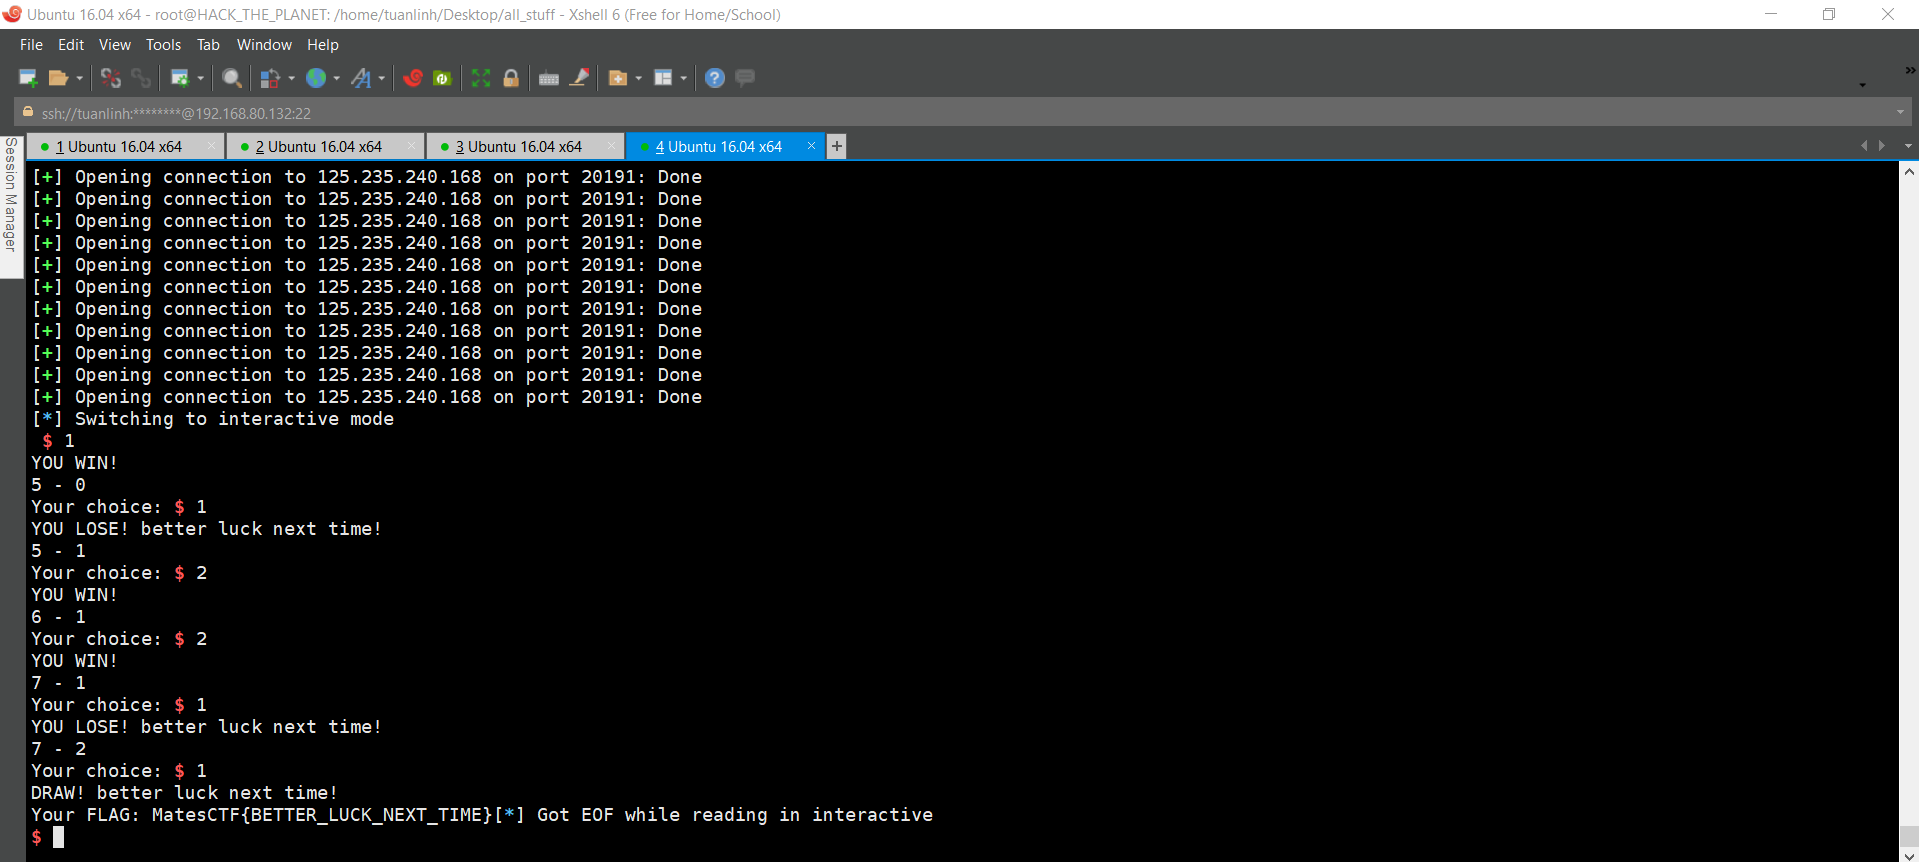 Ubuntu 16.04 x64 - root@HACK_THE_PLANET: /home/tuanlinh/Desktop/all_stuff - Xshell 6 (Free for Home/School)
File Edit View Tools Tab Window Help
ssh://tuanlinh:********@192.168.80.132:22
Session Manager
1 Ubuntu 16.04 x64 2 Ubuntu 16.04 x64 3 Ubuntu 16.04 x64 4 Ubuntu 16.04 x64
[+] Opening connection to 125.235.240.168 on port 20191: Done
[+] Opening connection to 125.235.240.168 on port 20191: Done
[+] Opening connection to 125.235.240.168 on port 20191: Done
[+] Opening connection to 125.235.240.168 on port 20191: Done
[+] Opening connection to 125.235.240.168 on port 20191: Done
[+] Opening connection to 125.235.240.168 on port 20191: Done
[+] Opening connection to 125.235.240.168 on port 20191: Done
[+] Opening connection to 125.235.240.168 on port 20191: Done
[+] Opening connection to 125.235.240.168 on port 20191: Done
[+] Opening connection to 125.235.240.168 on port 20191: Done
[+] Opening connection to 125.235.240.168 on port 20191: Done
[*] Switching to interactive mode
$ 1
YOU WIN!
5 - 0
Your choice: $ 1
YOU LOSE! better luck next time!
5 - 1
Your choice: $ 2
YOU WIN!
6 - 1
Your choice: $ 2
YOU WIN!
7 - 1
Your choice: $ 1
YOU LOSE! better luck next time!
7 - 2
Your choice: $ 1
DRAW! better luck next time!
Your FLAG: MatesCTF{BETTER_LUCK_NEXT_TIME}[*] Got EOF while reading in interactive
$